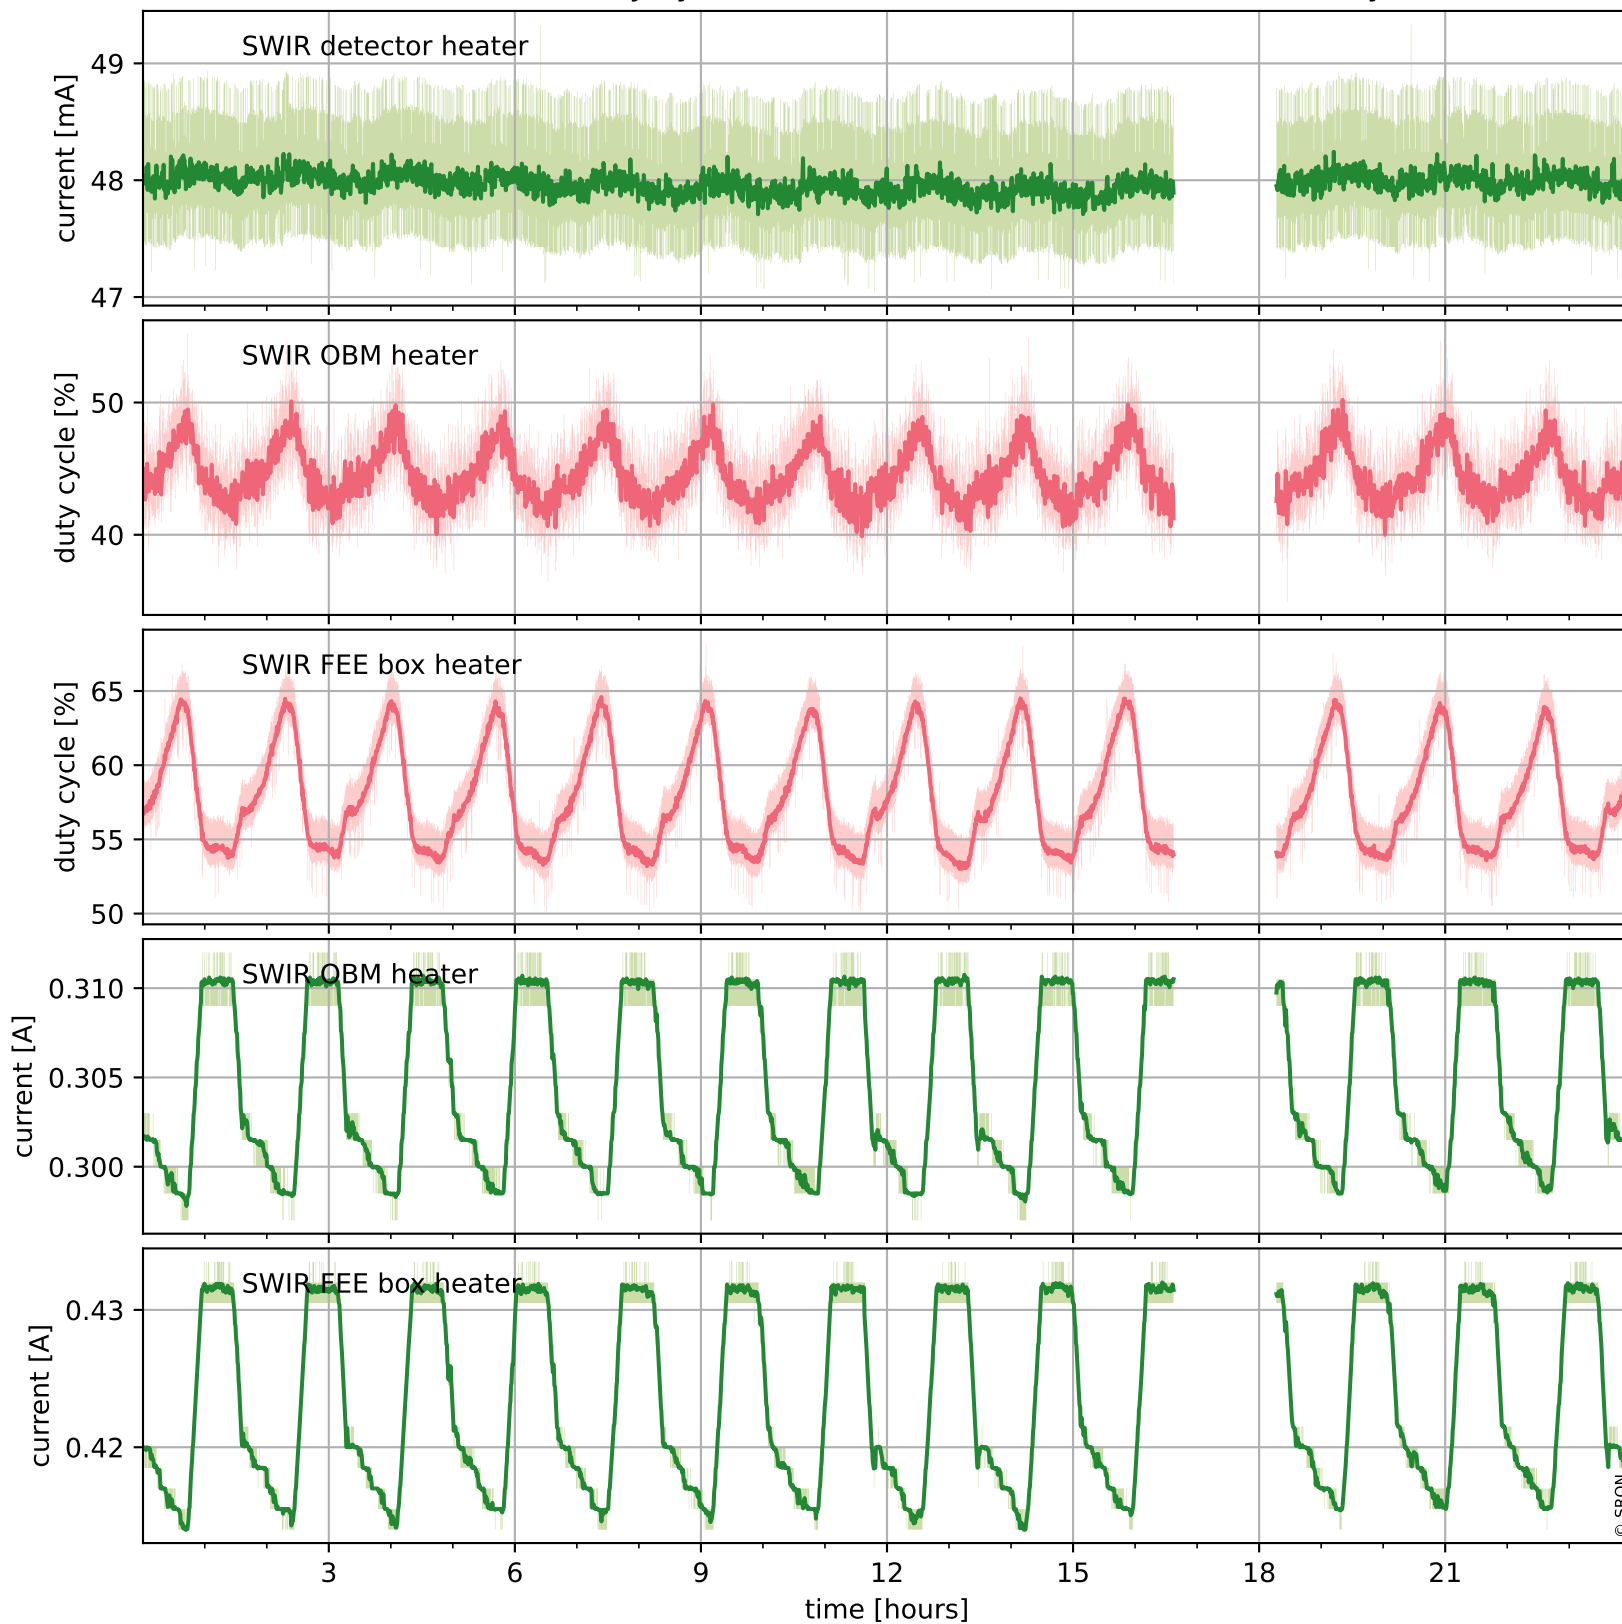 SWIR detector heater
49
48
47
current [mA]
SWIR OBM heater
50
40
duty cycle [%]
SWIR FEE box heater
65
60
55
50
duty cycle [%]
SWIR OBM heater
0.310
0.305
0.300
current [A]
SWIR FEE box heater
0.43
0.42
current [A]
3 6 9 12 15 18 21
time [hours]
© SRON